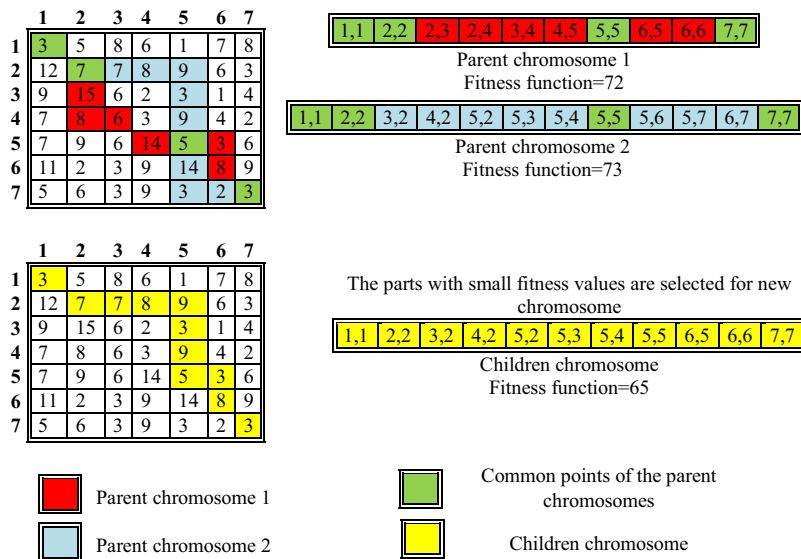 1 2 3 4 5 6 7
1 3 5 8 6 1 7 8
2 12 7 7 8 9 6 3
3 9 15 6 2 3 1 4
4 7 8 6 3 9 4 2
5 7 9 6 14 5 3 6
6 11 2 3 9 14 8 9
7 5 6 3 9 3 2 3
1,1 2,2 2,3 2,4 3,4 4,5 5,5 6,5 6,6 7,7
Parent chromosome 1
Fitness function=72
1,1 2,2 3,2 4,2 5,2 5,3 5,4 5,5 5,6 5,7 6,7 7,7
Parent chromosome 2
Fitness function=73
1 2 3 4 5 6 7
1 3 5 8 6 1 7 8
2 12 7 7 8 9 6 3
3 9 15 6 2 3 1 4
4 7 8 6 3 9 4 2
5 7 9 6 14 5 3 6
6 11 2 3 9 14 8 9
7 5 6 3 9 3 2 3
The parts with small fitness values are selected for new
chromosome
1,1 2,2 3,2 4,2 5,2 5,3 5,4 5,5 6,5 6,6 7,7
Children chromosome
Fitness function=65
Parent chromosome 1
Common points of the parent
chromosomes
Parent chromosome 2
Children chromosome